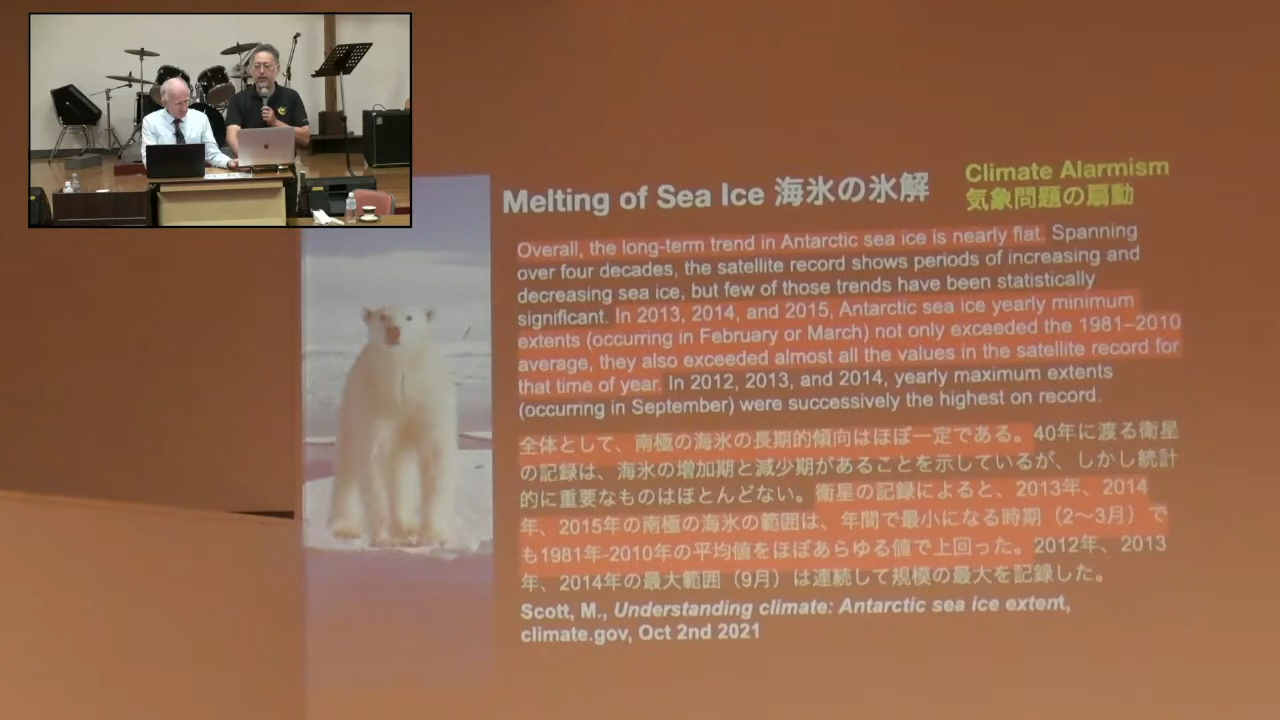 Melting of Sea Ice 海氷の氷解
Climate Alarmism
気象問題の扇動
Overall, the long-term trend in Antarctic sea ice is nearly flat. Spanning
over four decades, the satellite record shows periods of increasing and
decreasing sea ice, but few of those trends have been statistically
significant. In 2013, 2014, and 2015, Antarctic sea ice yearly minimum
extents (occurring in February or March) not only exceeded the 1981–2010
average, they also exceeded almost all the values in the satellite record for
that time of year. In 2012, 2013, and 2014, yearly maximum extents
(occurring in September) were successively the highest on record.
全体として、南極の海氷の長期的傾向はほぼ一定である。40年に渡る衛星
の記録は、海氷の増加期と減少期があることを示しているが、しかし統計
的に重要なものはほとんどない。衛星の記録によると、2013年、2014
年、2015年の南極の海氷の範囲は、年間で最小になる時期（2〜3月）で
も1981年-2010年の平均値をほぼあらゆる値で上回った。2012年、2013
年、2014年の最大範囲（9月）は連続して規模の最大を記録した。
Scott, M., Understanding climate: Antarctic sea ice extent,
climate.gov, Oct 2nd 2021